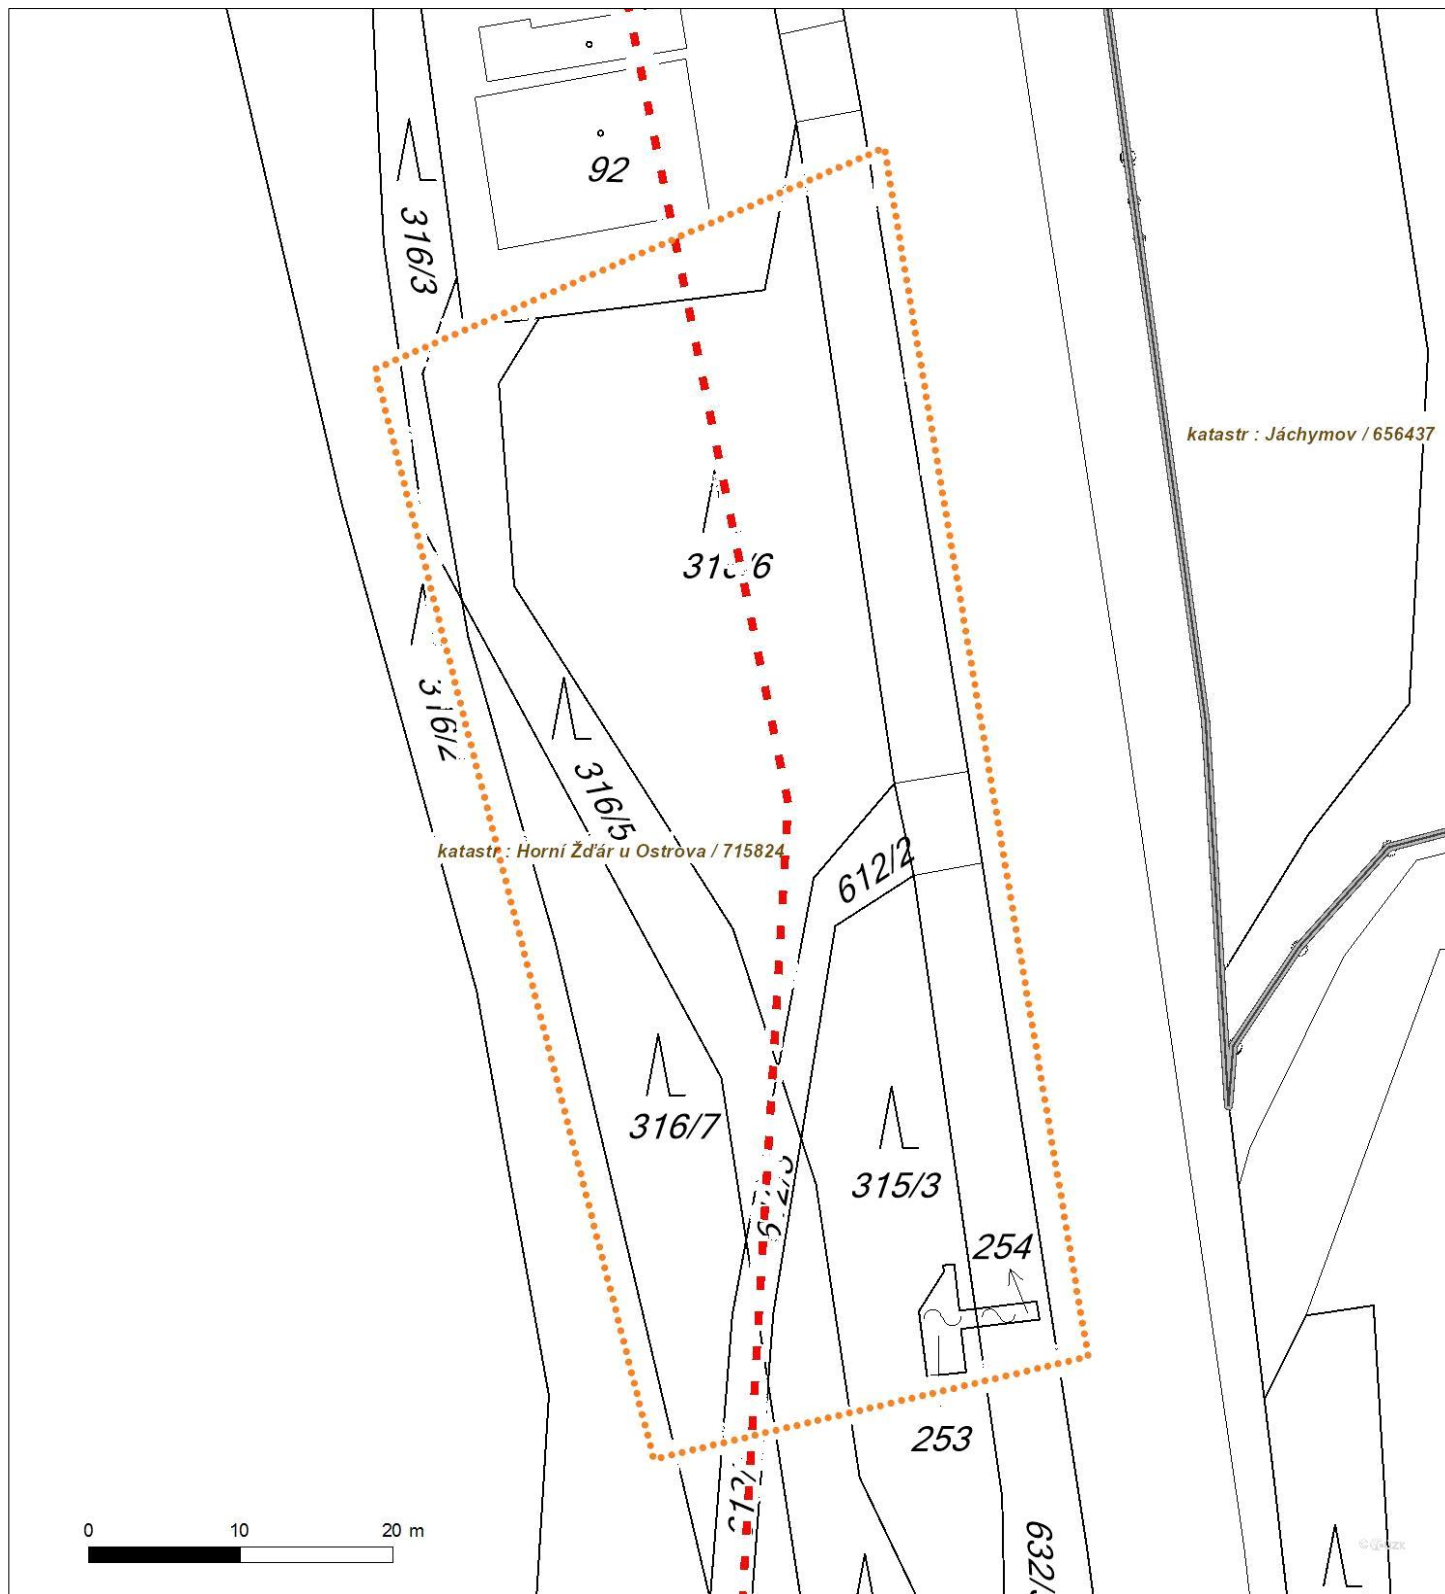 92
316/3
katastr : Jáchymov / 656437
316/5
katastr : Horní Žďár u Ostrova / 715824
612/2
316/7
315/3
254
253
0 10 20 m